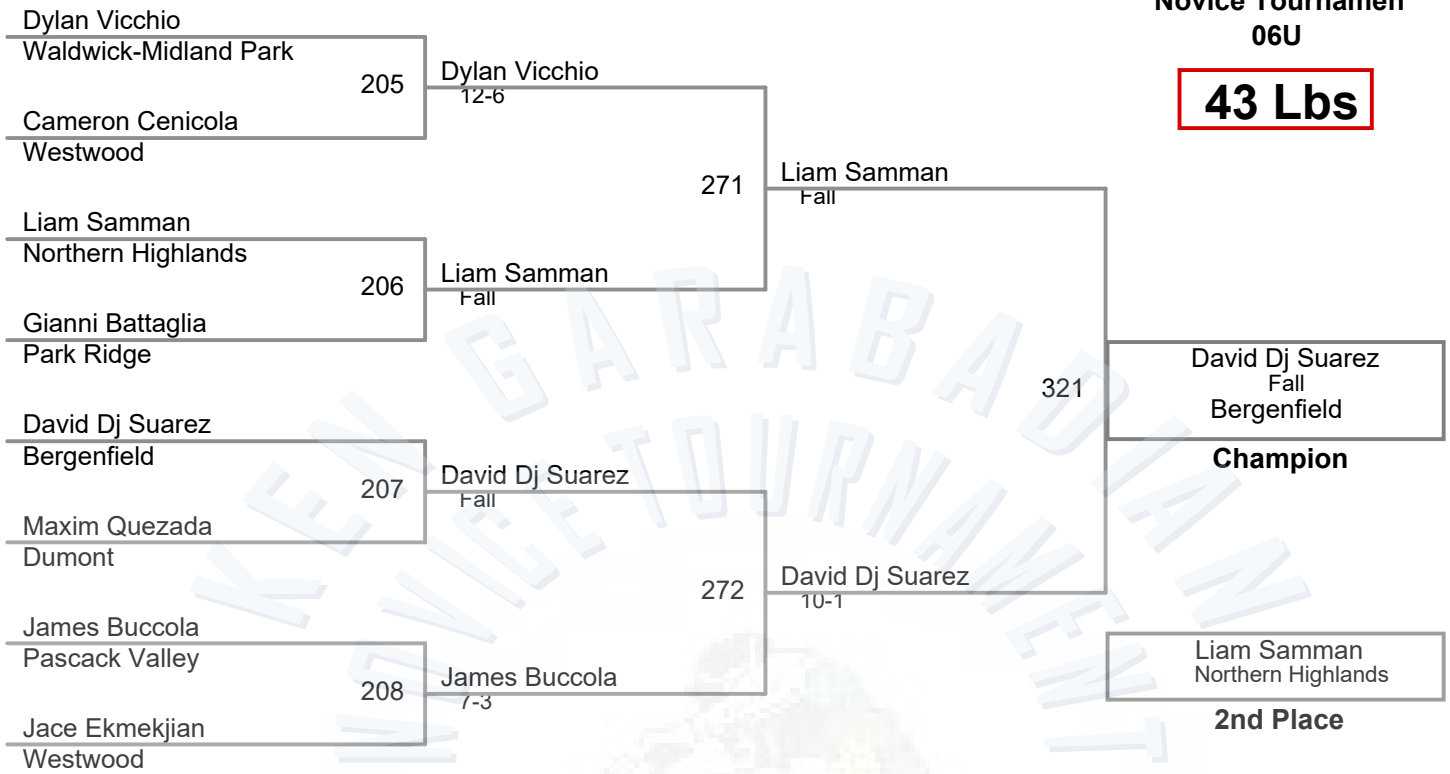 Novice Tournamen
06U
43 Lbs
Dylan Vicchio
Waldwick-Midland Park
205
Dylan Vicchio
12-6
Cameron Cenicola
Westwood
271
Liam Samman
Fall
Liam Samman
Northern Highlands
206
Liam Samman
Fall
Gianni Battaglia
Park Ridge
321
David Dj Suarez
Fall
Bergenfield
Champion
David Dj Suarez
Bergenfield
207
David Dj Suarez
Fall
Maxim Quezada
Dumont
272
David Dj Suarez
10-1
James Buccola
Pascack Valley
208
James Buccola
7-3
Jace Ekmekjian
Westwood
Liam Samman
Northern Highlands
2nd Place
KEN GARABADIAN
NOVICE TOURNAMENT